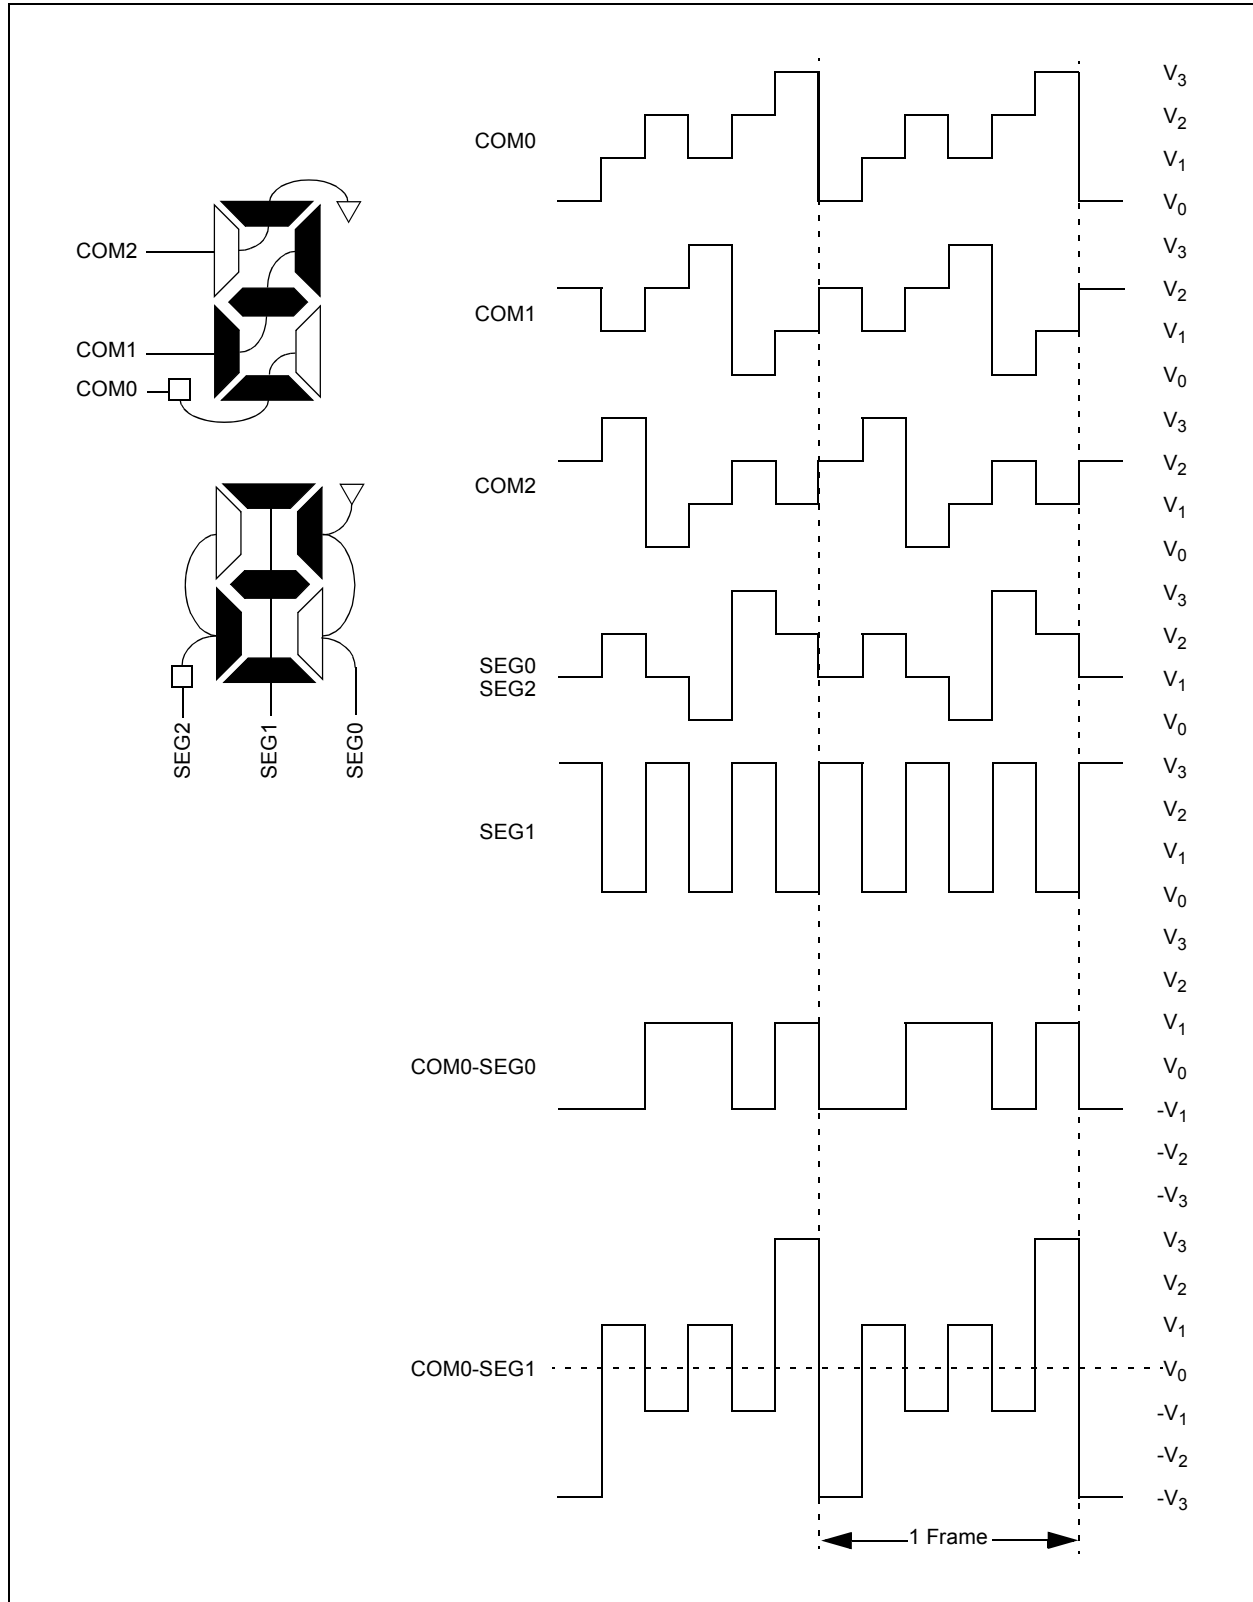 COM2
COM1
COM0
SEG2
SEG1
SEG0
COM0
V3
V2
V1
V0
COM1
V3
V2
V1
V0
COM2
V3
V2
V1
V0
SEG0
SEG2
V3
V2
V1
V0
SEG1
V3
V2
V1
V0
COM0-SEG0
V3
V2
V1
V0
-V1
-V2
-V3
COM0-SEG1
V3
V2
V1
V0
-V1
-V2
-V3
1 Frame